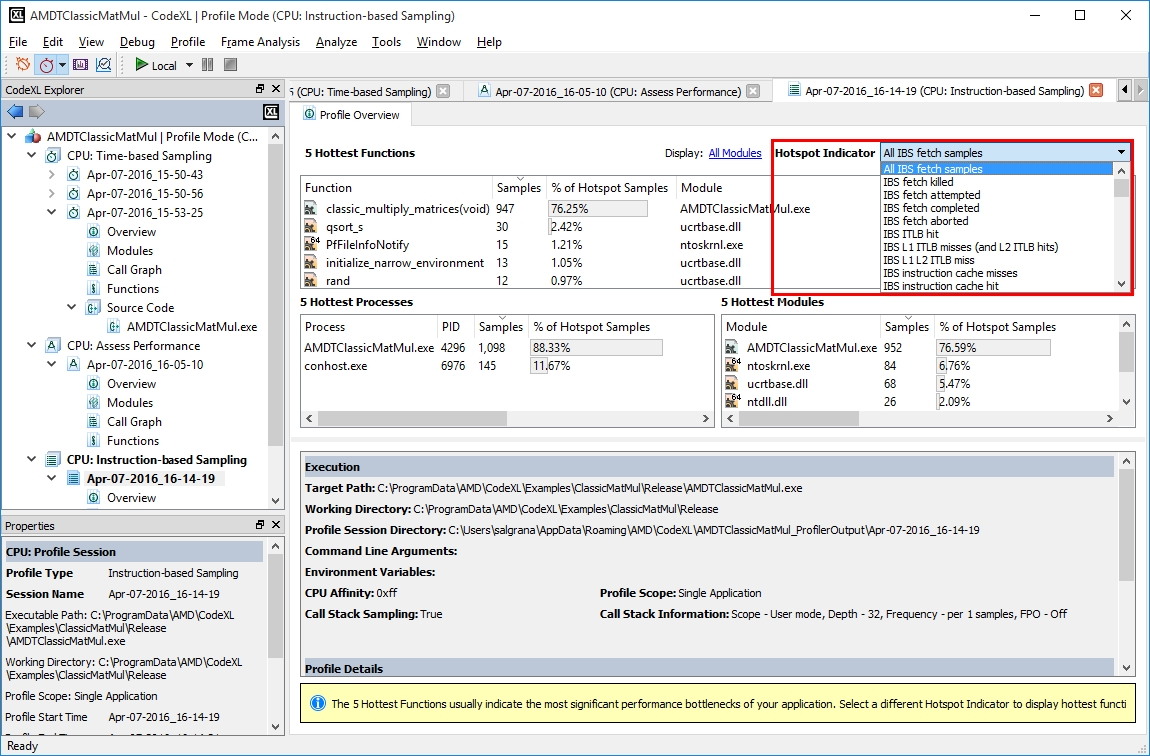 AMDTClassicMatMul - CodeXL | Profile Mode (CPU: Instruction-based Sampling)
File Edit View Debug Profile Frame Analysis Analyze Tools Window Help
Local
CodeXL Explorer
AMDTClassicMatMul | Profile Mode (C...
CPU: Time-based Sampling
Apr-07-2016_15-50-43
Apr-07-2016_15-50-56
Apr-07-2016_15-53-25
Overview
Modules
Call Graph
Functions
Source Code
AMDTClassicMatMul.exe
CPU: Assess Performance
Apr-07-2016_16-05-10
Overview
Modules
Call Graph
Functions
CPU: Instruction-based Sampling
Apr-07-2016_16-14-19
Overview
Properties
CPU: Profile Session
Profile Type Instruction-based Sampling
Session Name Apr-07-2016_16-14-19
Executable Path: C:\ProgramData\AMD\CodeXL
\Examples\ClassicMatMul\Release
\AMDTClassicMatMul.exe
Working Directory: C:\ProgramData\AMD\CodeXL
\Examples\ClassicMatMul\Release
Profile Scope: Single Application
Profile Start Time Apr-07-2016_16-14-19
5 (CPU: Time-based Sampling) Apr-07-2016_16-05-10 (CPU: Assess Performance) Apr-07-2016_16-14-19 (CPU: Instruction-based Sampling)
Profile Overview
5 Hottest Functions Display: All Modules Hotspot Indicator All IBS fetch samples
Function Samples % of Hotspot Samples Module
classic_multiply_matrices(void) 947 76.25% AMDTClassicMatMul.exe
qsort_s 30 2.42% ucrtbase.dll
PfFileInfoNotify 15 1.21% ntoskrnl.exe
initialize_narrow_environment 13 1.05% ucrtbase.dll
rand 12 0.97% ucrtbase.dll
All IBS fetch samples
IBS fetch killed
IBS fetch attempted
IBS fetch completed
IBS fetch aborted
IBS ITLB hit
IBS L1 ITLB misses (and L2 ITLB hits)
IBS L1 L2 ITLB miss
IBS instruction cache misses
IBS instruction cache hit
5 Hottest Processes
Process PID Samples % of Hotspot Samples
AMDTClassicMatMul.exe 4296 1,098 88.33%
conhost.exe 6976 145 11.67%
5 Hottest Modules
Module Samples % of Hotspot Samples
AMDTClassicMatMul.exe 952 76.59%
ntoskrnl.exe 84 6.76%
ucrtbase.dll 68 5.47%
ntdll.dll 26 2.09%
Execution
Target Path: C:\ProgramData\AMD\CodeXL\Examples\ClassicMatMul\Release\AMDTClassicMatMul.exe
Working Directory: C:\ProgramData\AMD\CodeXL\Examples\ClassicMatMul\Release
Profile Session Directory: C:\Users\salgrana\AppData\Roaming\AMD\CodeXL\AMDTClassicMatMul_ProfilerOutput\Apr-07-2016_16-14-19
Command Line Arguments:
Environment Variables:
CPU Affinity: 0xff Profile Scope: Single Application
Call Stack Sampling: True Call Stack Information: Scope - User mode, Depth - 32, Frequency - per 1 samples, FPO - Off
Profile Details
The 5 Hottest Functions usually indicate the most significant performance bottlenecks of your application. Select a different Hotspot Indicator to display hottest functi
Ready